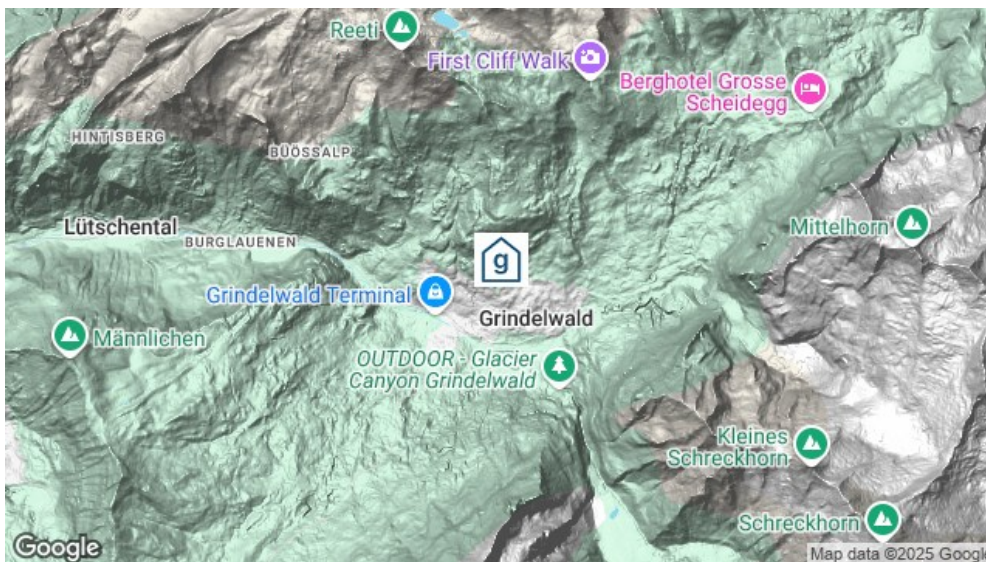 Reeti
First Cliff Walk
Berghotel Grosse
Scheidegg
HINTISBERG
BÜÖSSALP
Mittelhorn
Lütschental
BURGLAUENEN
g
Grindelwald Terminal
Grindelwald
Männlichen
OUTDOOR - Glacier
Canyon Grindelwald
Kleines
Schreckhorn
Schreckhorn
Google
Map data ©2025 Google